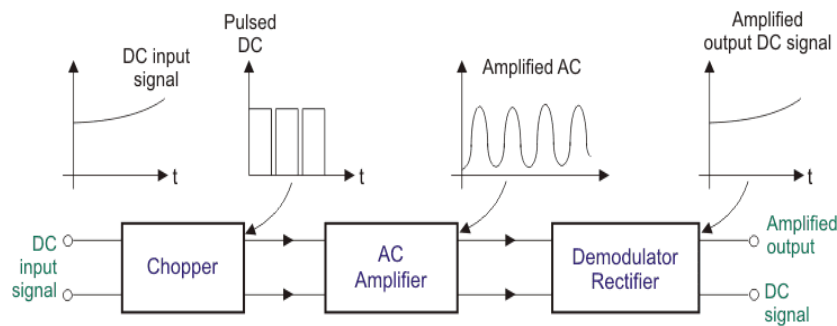 DC input
signal
t
Pulsed
DC
t
Amplified AC
Amplified
output DC signal
t
DC
input
signal
Chopper
AC
Amplifier
Demodulator
Rectifier
Amplified
output
DC
signal